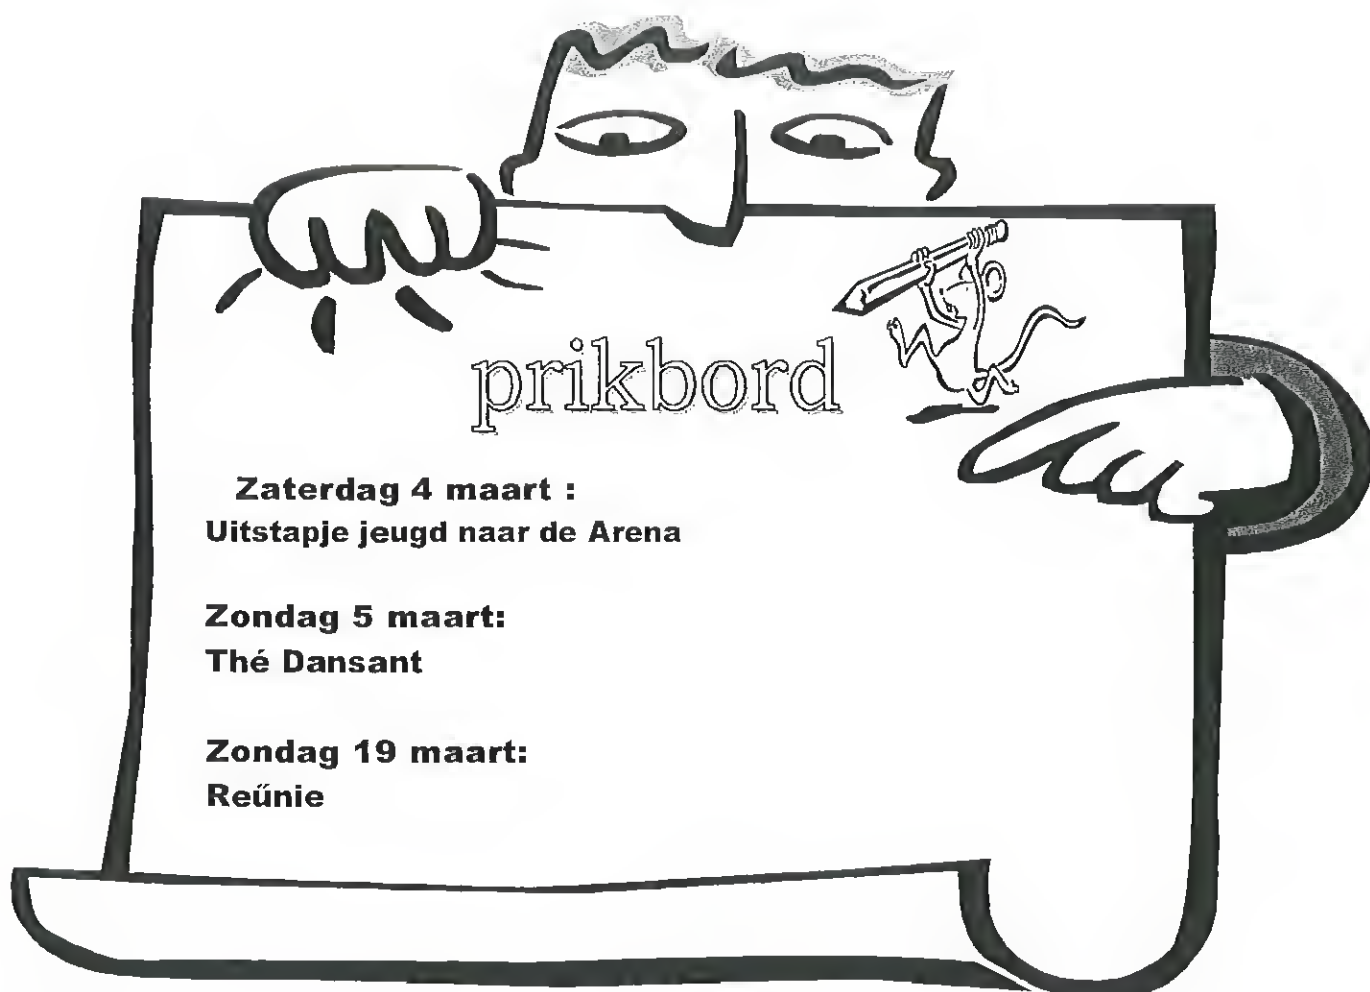 prikbord
Zaterdag 4 maart :
Uitstapje jeugd naar de Arena
Zondag 5 maart:
Thé Dansant
Zondag 19 maart:
Reűnie